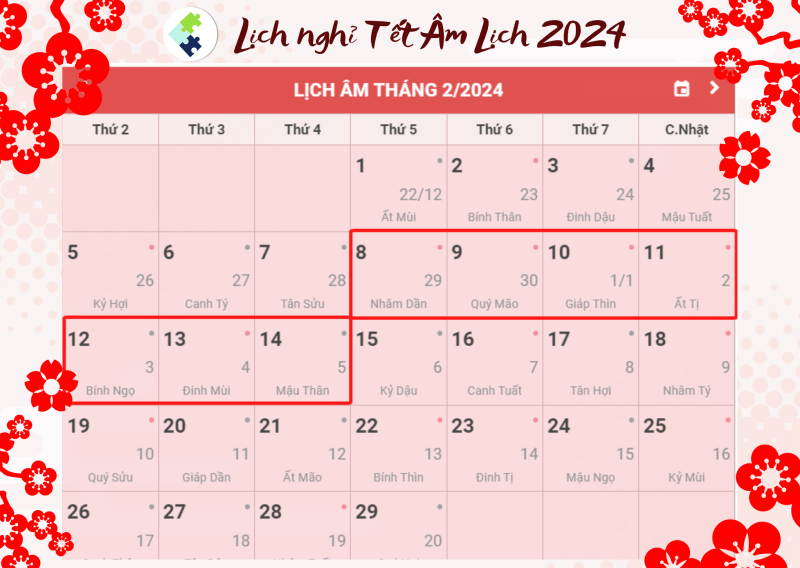 Lịch nghỉ Tết Âm Lịch 2024
LỊCH ÂM THÁNG 2/2024
Thứ 2 Thứ 3 Thứ 4 Thứ 5 Thứ 6 Thứ 7 C.Nhật
1 2 3 4
22/12 23 24 25
Ất Mùi Bính Thân Đinh Dậu Mậu Tuất
5 6 7 8 9 10 11
26 27 28 29 30 1/1 2
Kỷ Hợi Canh Tý Tân Sửu Nhâm Dần Quý Mão Giáp Thìn Ất Tị
12 13 14 15 16 17 18
3 4 5 6 7 8 9
Bính Ngọ Đinh Mùi Mậu Thân Kỷ Dậu Canh Tuất Tân Hợi Nhâm Tý
19 20 21 22 23 24 25
10 11 12 13 14 15 16
Quý Sửu Giáp Dần Ất Mão Bính Thìn Đinh Tị Mậu Ngọ Kỷ Mùi
26 27 28 29
17 18 19 20